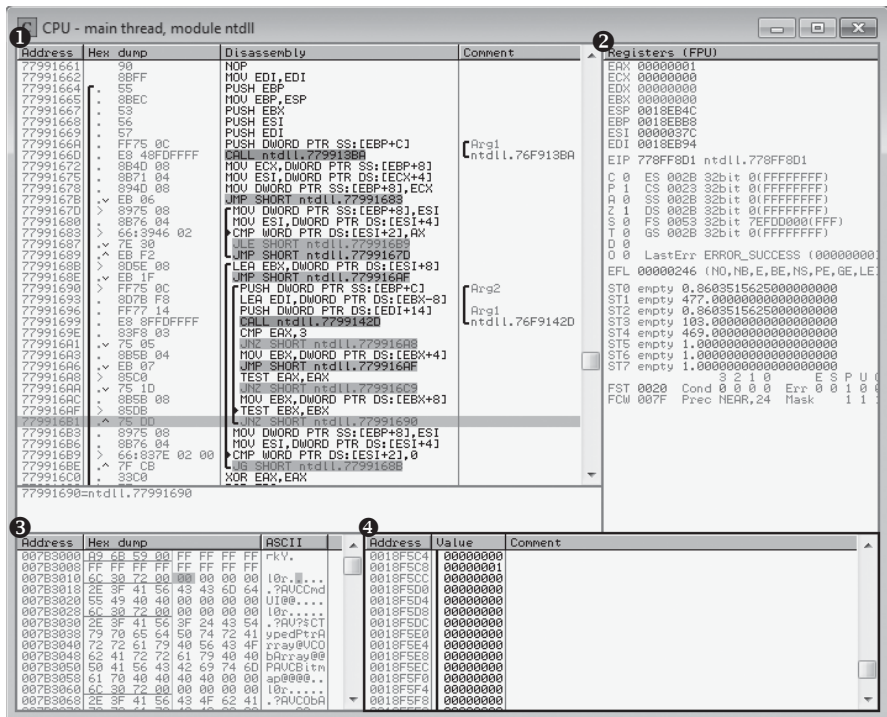 CPU - main thread, module ntdll
❶
Address Hex dump Disassembly Comment
77991661 90 NOP
77991662 8BFF MOV EDI,EDI
77991664 . 55 PUSH EBP
77991665 . 8BEC MOV EBP,ESP
77991667 . 53 PUSH EBX
77991668 . 56 PUSH ESI
77991669 . 57 PUSH EDI
7799166A . FF75 0C PUSH DWORD PTR SS:[EBP+C] Arg1
7799166D . E8 48FDFFFF CALL ntdll.779913BA ntdll.76F913BA
77991672 . 8B4D 08 MOV ECX,DWORD PTR SS:[EBP+8]
77991675 . 8B71 04 MOV ESI,DWORD PTR DS:[ECX+4]
77991678 . 894D 08 MOV DWORD PTR SS:[EBP+8],ECX
7799167B .v EB 06 JMP SHORT ntdll.77991683
7799167D > 8975 08 MOV DWORD PTR SS:[EBP+8],ESI
77991680 . 8B76 04 MOV ESI,DWORD PTR DS:[ESI+4]
77991683 > 66:3946 02 CMP WORD PTR DS:[ESI+2],AX
77991687 .v 7E 30 JLE SHORT ntdll.779916B9
77991689 .^ EB F2 JMP SHORT ntdll.7799167D
7799168B > 8D5E 08 LEA EBX,DWORD PTR DS:[ESI+8]
7799168E .v EB 1F JMP SHORT ntdll.779916AF
77991690 > FF75 0C PUSH DWORD PTR SS:[EBP+C] Arg2
77991693 . 8D7B F8 LEA EDI,DWORD PTR DS:[EBX-8]
77991696 . FF77 14 PUSH DWORD PTR DS:[EDI+14] Arg1
77991699 . E8 8FFDFFFF CALL ntdll.7799142D ntdll.76F9142D
7799169E . 83F8 03 CMP EAX,3
779916A1 .v 75 05 JNZ SHORT ntdll.779916A8
779916A3 . 8B5B 04 MOV EBX,DWORD PTR DS:[EBX+4]
779916A6 .v EB 07 JMP SHORT ntdll.779916AF
779916A8 > 85C0 TEST EAX,EAX
779916AA .v 75 1D JNZ SHORT ntdll.779916C9
779916AC . 8B5B 08 MOV EBX,DWORD PTR DS:[EBX+8]
779916AF > 85DB TEST EBX,EBX
779916B1 .^ 75 DD JNZ SHORT ntdll.77991690
779916B3 . 8975 08 MOV DWORD PTR SS:[EBP+8],ESI
779916B6 . 8B76 04 MOV ESI,DWORD PTR DS:[ESI+4]
779916B9 > 66:837E 02 00 CMP WORD PTR DS:[ESI+2],0
779916BE .^ 7F CB JG SHORT ntdll.7799168B
779916C0 . 33C0 XOR EAX,EAX
77991690=ntdll.77991690
❷
Registers (FPU)
EAX 00000001
ECX 00000000
EDX 00000000
EBX 00000000
ESP 0018EB4C
EBP 0018EBB8
ESI 0000037C
EDI 0018EB94
EIP 778FF8D1 ntdll.778FF8D1
C 0 ES 002B 32bit 0(FFFFFFFF)
P 1 CS 0023 32bit 0(FFFFFFFF)
A 0 SS 002B 32bit 0(FFFFFFFF)
Z 1 DS 002B 32bit 0(FFFFFFFF)
S 0 FS 0053 32bit 7EFDD000(FFF)
T 0 GS 002B 32bit 0(FFFFFFFF)
D 0
O 0 LastErr ERROR_SUCCESS (00000000)
EFL 00000246 (NO,NB,E,BE,NS,PE,GE,LE)
ST0 empty 0.8603515625000000000
ST1 empty 477.00000000000000000
ST2 empty 0.8603515625000000000
ST3 empty 103.00000000000000000
ST4 empty 469.00000000000000000
ST5 empty 1.0000000000000000000
ST6 empty 1.0000000000000000000
ST7 empty 1.0000000000000000000
3 2 1 0 E S P U
FST 0020 Cond 0 0 0 0 Err 0 0 1 0
FCW 007F Prec NEAR,24 Mask 1 1
❸
Address Hex dump ASCII
007B3000 A9 6B 59 00 FF FF FF FF ⌐kY.
007B3008 FF FF FF FF FF FF FF FF
007B3010 6C 30 72 00 00 00 00 00 l0r.....
007B3018 2E 3F 41 56 43 43 6D 64 .?AVCCmd
007B3020 55 49 40 40 00 00 00 00 UI@@....
007B3028 6C 30 72 00 00 00 00 00 l0r.....
007B3030 2E 3F 41 56 3F 24 43 54 .?AV?$CT
007B3038 79 70 65 64 50 74 72 41 ypedPtrA
007B3040 72 72 61 79 40 56 43 4F rray@VCO
007B3048 62 41 72 72 61 79 40 40 bArray@@
007B3050 50 41 56 43 42 69 74 6D PAVCBitm
007B3058 61 70 40 40 40 40 00 00 ap@@@@..
007B3060 6C 30 72 00 00 00 00 00 l0r.....
007B3068 2E 3F 41 56 43 4F 62 41 .?AVCObA
❹
Address Value Comment
0018F5C4 00000000
0018F5C8 00000001
0018F5CC 00000000
0018F5D0 00000000
0018F5D4 00000000
0018F5D8 00000000
0018F5DC 00000000
0018F5E0 00000000
0018F5E4 00000000
0018F5E8 00000000
0018F5EC 00000000
0018F5F0 00000000
0018F5F4 00000000
0018F5F8 00000000